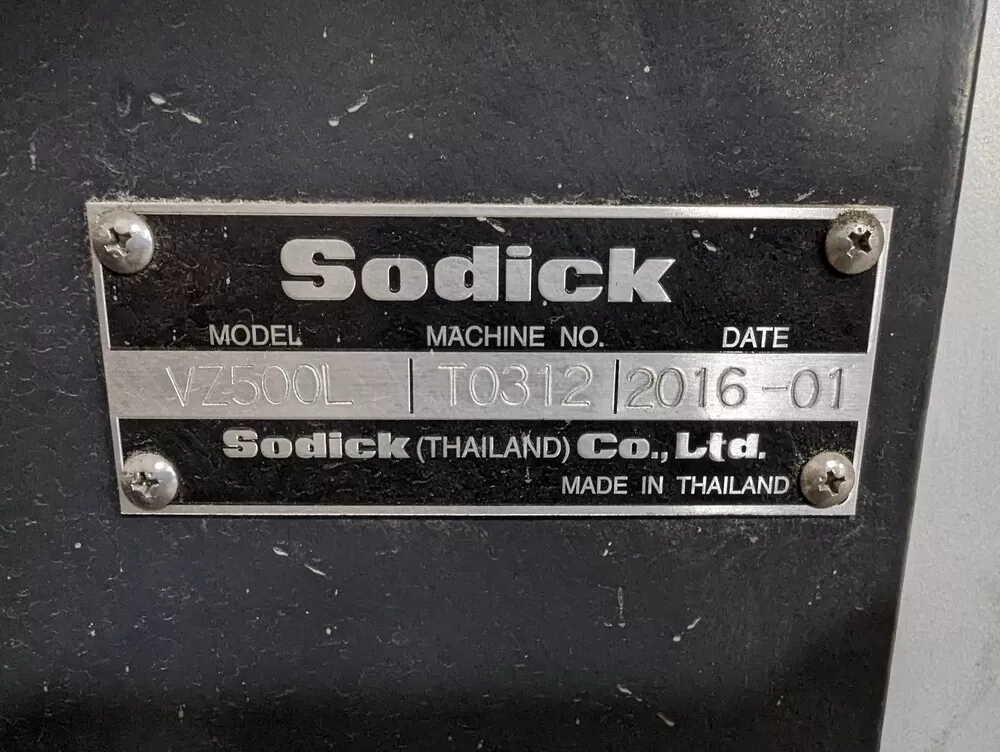 Sodick
MODEL MACHINE NO. DATE
VZ500L T0312 2016-01
Sodick (THAILAND) Co., Ltd.
MADE IN THAILAND